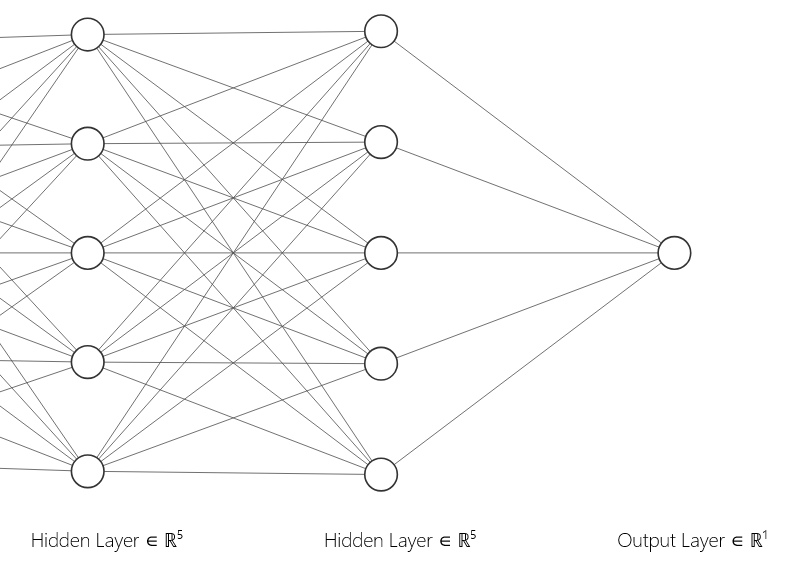 Hidden Layer ∈ ℝ⁵
Hidden Layer ∈ ℝ⁵
Output Layer ∈ ℝ¹